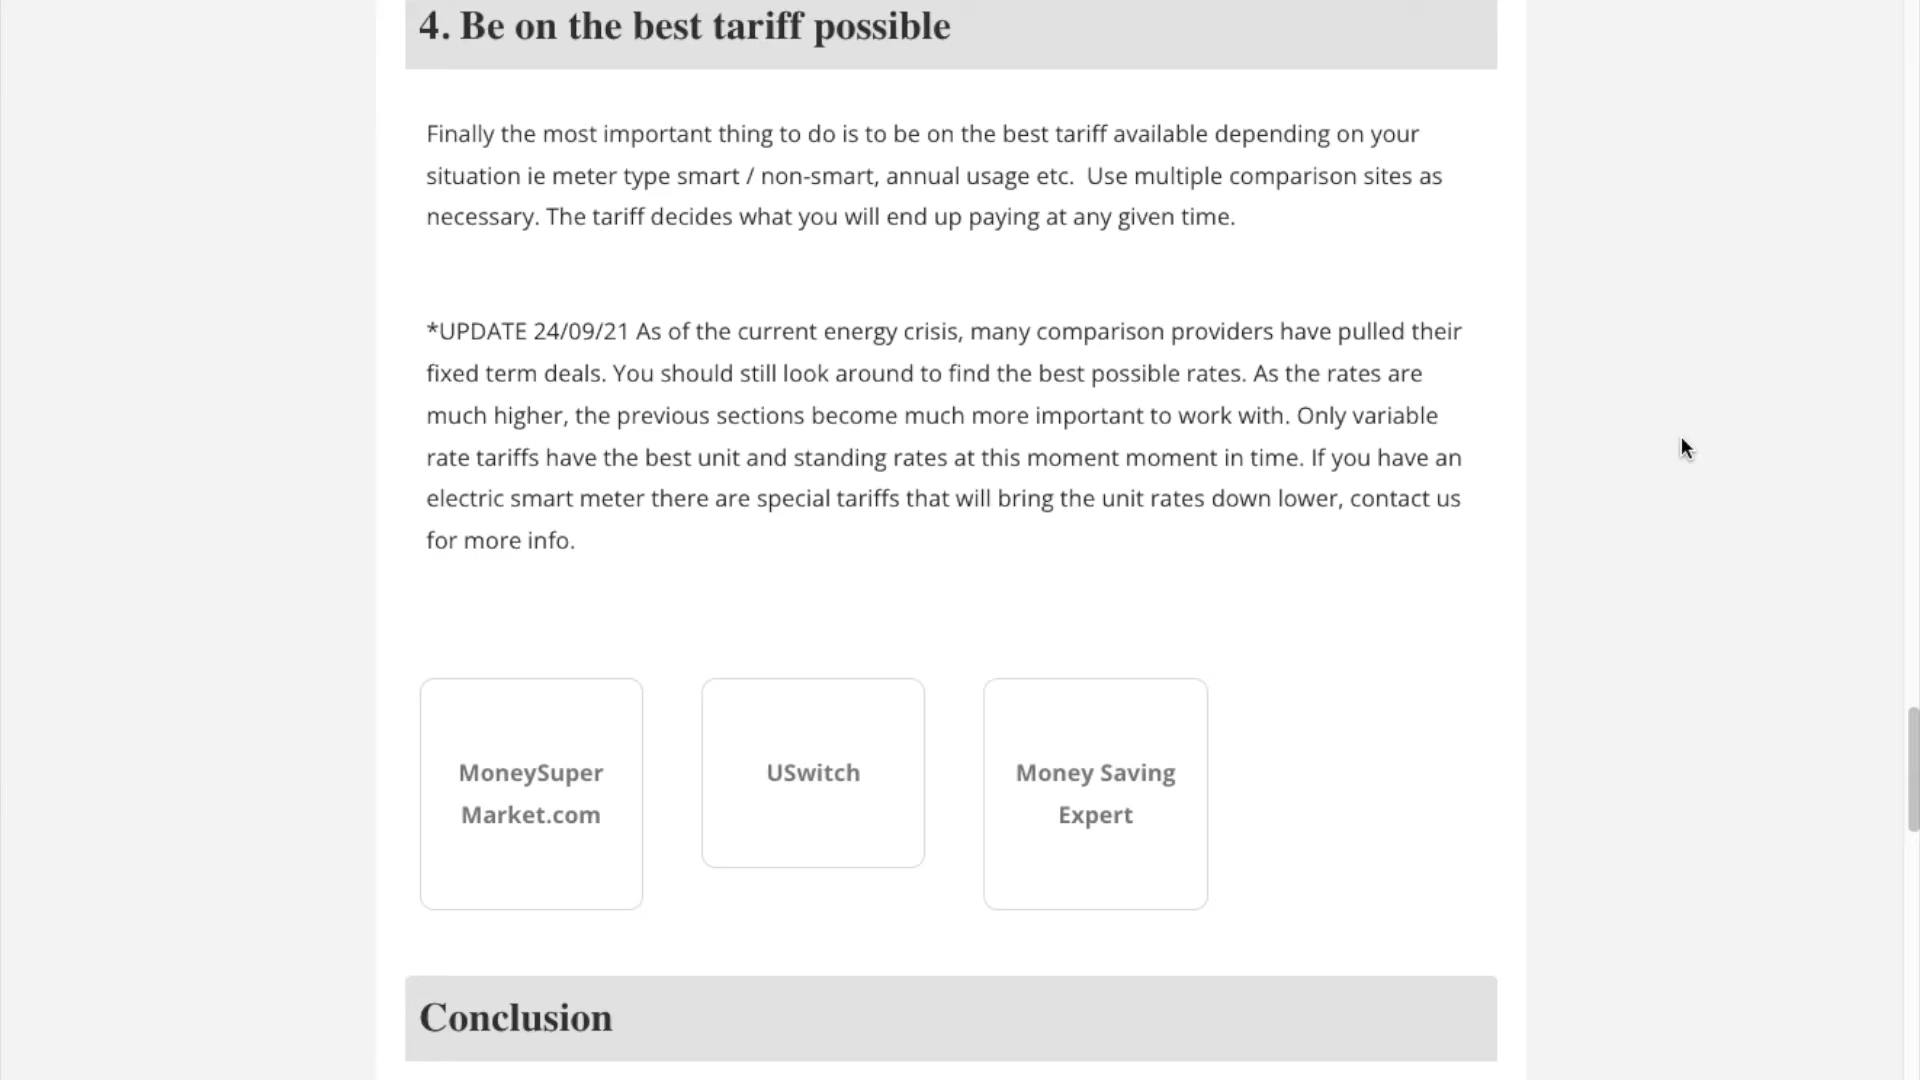 4. Be on the best tariff possible
Finally the most important thing to do is to be on the best tariff available depending on your
situation ie meter type smart / non-smart, annual usage etc.  Use multiple comparison sites as
necessary. The tariff decides what you will end up paying at any given time.
*UPDATE 24/09/21 As of the current energy crisis, many comparison providers have pulled their
fixed term deals. You should still look around to find the best possible rates. As the rates are
much higher, the previous sections become much more important to work with. Only variable
rate tariffs have the best unit and standing rates at this moment moment in time. If you have an
electric smart meter there are special tariffs that will bring the unit rates down lower, contact us
for more info.
MoneySuper
Market.com
USwitch
Money Saving
Expert
Conclusion